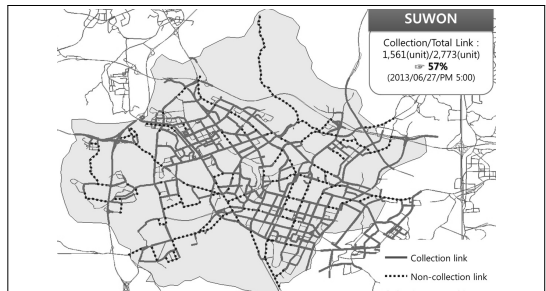 SUWON
Collection/Total Link :
1,561(unit)/2,773(unit)
☞ 57%
(2013/06/27/PM 5:00)
Collection link
Non-collection link